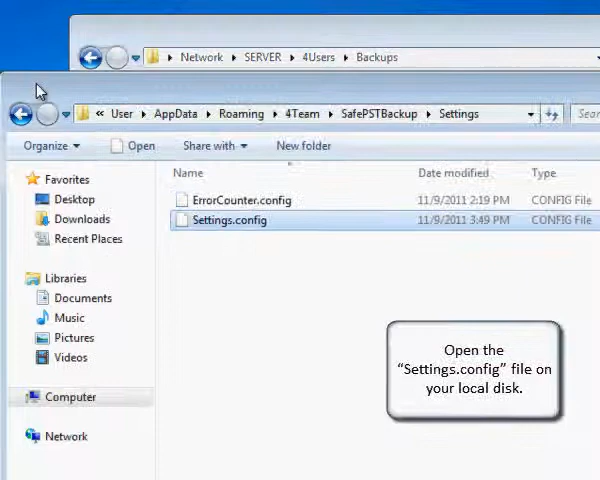 Network SERVER 4Users Backups
« User AppData Roaming 4Team SafePSTBackup Settings
Organize Open Share with New folder
Name Date modified Type
Favorites
Desktop
Downloads
Recent Places
Libraries
Documents
Music
Pictures
Videos
Computer
Network
ErrorCounter.config 11/9/2011 2:19 PM CONFIG File
Settings.config 11/9/2011 3:49 PM CONFIG File
Open the
“Settings.config” file on
your local disk.